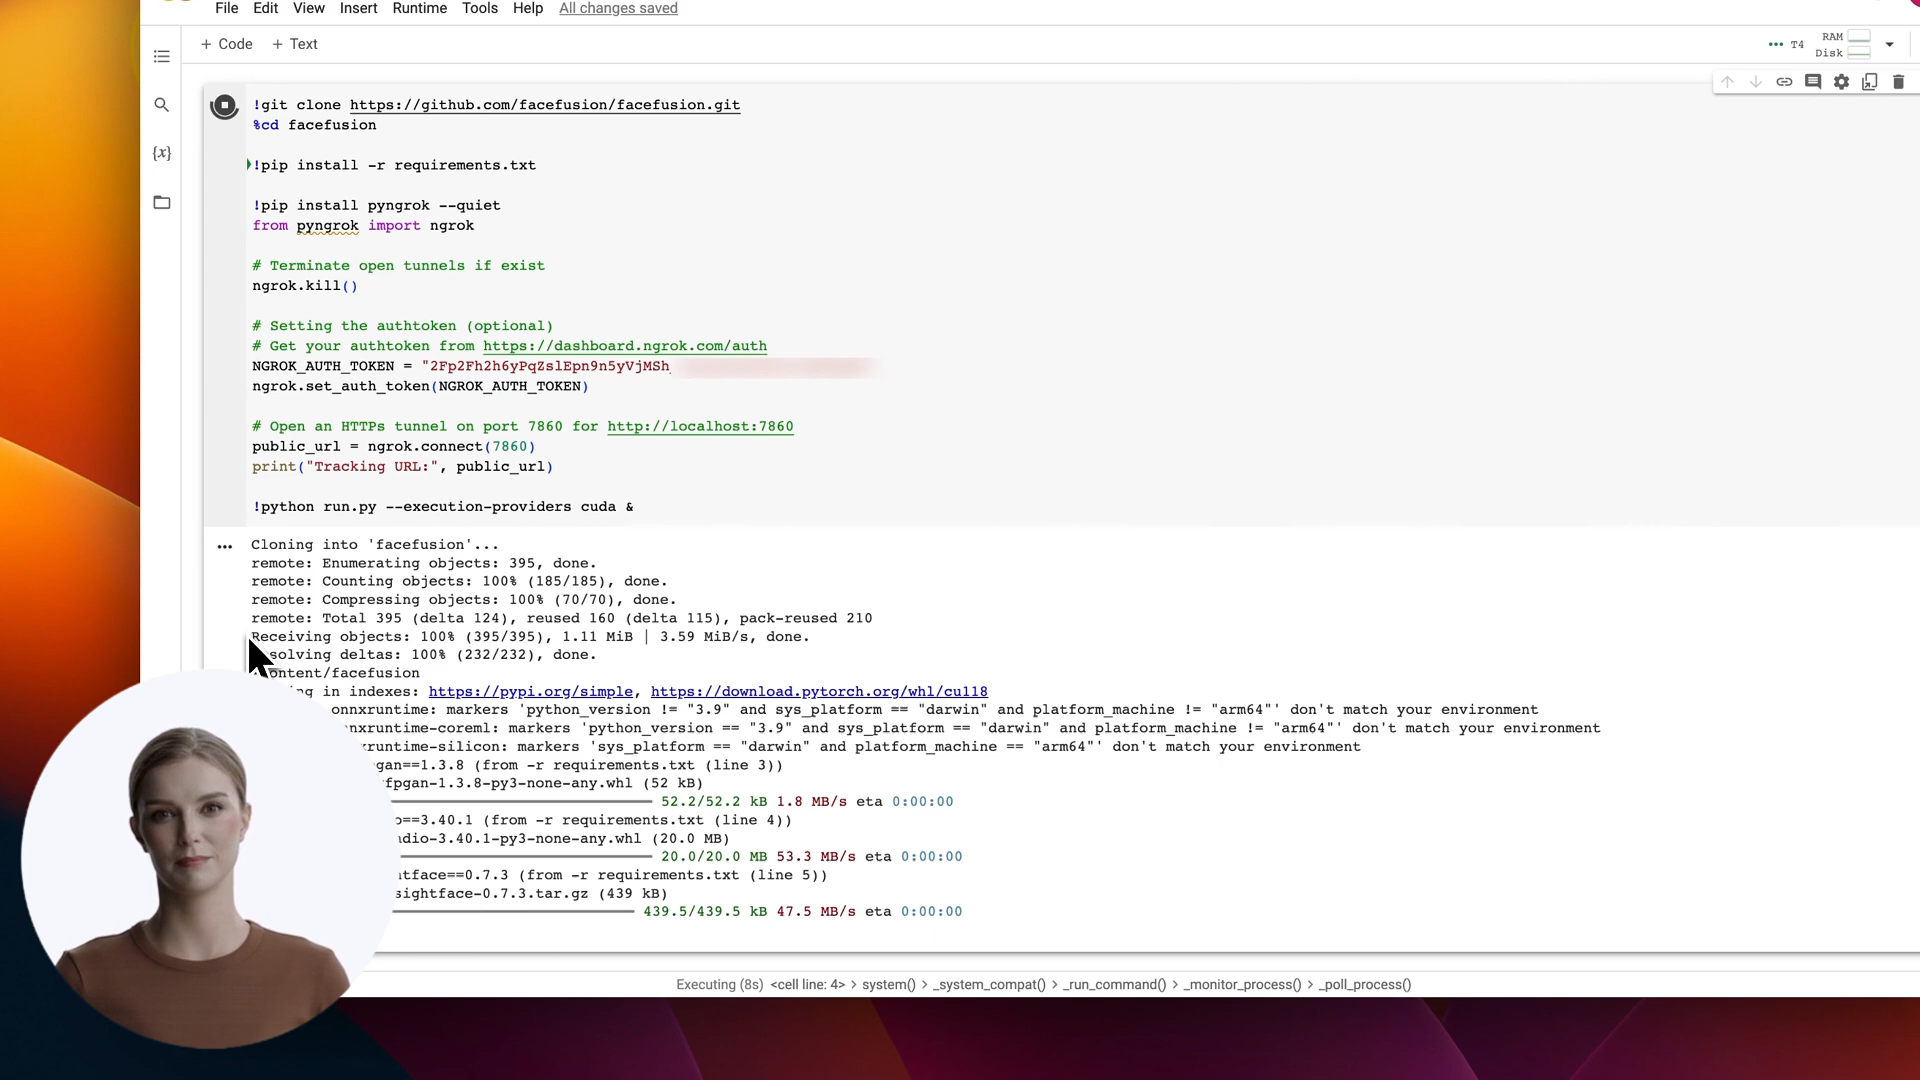 File Edit View Insert Runtime Tools Help All changes saved
+ Code + Text
T4 RAM Disk
!git clone https://github.com/facefusion/facefusion.git
%cd facefusion
!pip install -r requirements.txt
!pip install pyngrok --quiet
from pyngrok import ngrok
# Terminate open tunnels if exist
ngrok.kill()
# Setting the authtoken (optional)
# Get your authtoken from https://dashboard.ngrok.com/auth
NGROK_AUTH_TOKEN = "2Fp2Fh2h6yPqZslEpn9n5yVjMSh
ngrok.set_auth_token(NGROK_AUTH_TOKEN)
# Open an HTTPs tunnel on port 7860 for http://localhost:7860
public_url = ngrok.connect(7860)
print("Tracking URL:", public_url)
!python run.py --execution-providers cuda &
Cloning into 'facefusion'...
remote: Enumerating objects: 395, done.
remote: Counting objects: 100% (185/185), done.
remote: Compressing objects: 100% (70/70), done.
remote: Total 395 (delta 124), reused 160 (delta 115), pack-reused 210
Receiving objects: 100% (395/395), 1.11 MiB | 3.59 MiB/s, done.
solving deltas: 100% (232/232), done.
ontent/facefusion
ng in indexes: https://pypi.org/simple, https://download.pytorch.org/whl/cu118
onnxruntime: markers 'python_version != "3.9" and sys_platform == "darwin" and platform_machine != "arm64"' don't match your environment
nxruntime-coreml: markers 'python_version == "3.9" and sys_platform == "darwin" and platform_machine != "arm64"' don't match your environment
xruntime-silicon: markers 'sys_platform == "darwin" and platform_machine == "arm64"' don't match your environment
gan==1.3.8 (from -r requirements.txt (line 3))
fpgan-1.3.8-py3-none-any.whl (52 kB)
52.2/52.2 kB 1.8 MB/s eta 0:00:00
o==3.40.1 (from -r requirements.txt (line 4))
adio-3.40.1-py3-none-any.whl (20.0 MB)
20.0/20.0 MB 53.3 MB/s eta 0:00:00
htface==0.7.3 (from -r requirements.txt (line 5))
sightface-0.7.3.tar.gz (439 kB)
439.5/439.5 kB 47.5 MB/s eta 0:00:00
Executing (8s) <cell line: 4> > system() > _system_compat() > _run_command() > _monitor_process() > _poll_process()